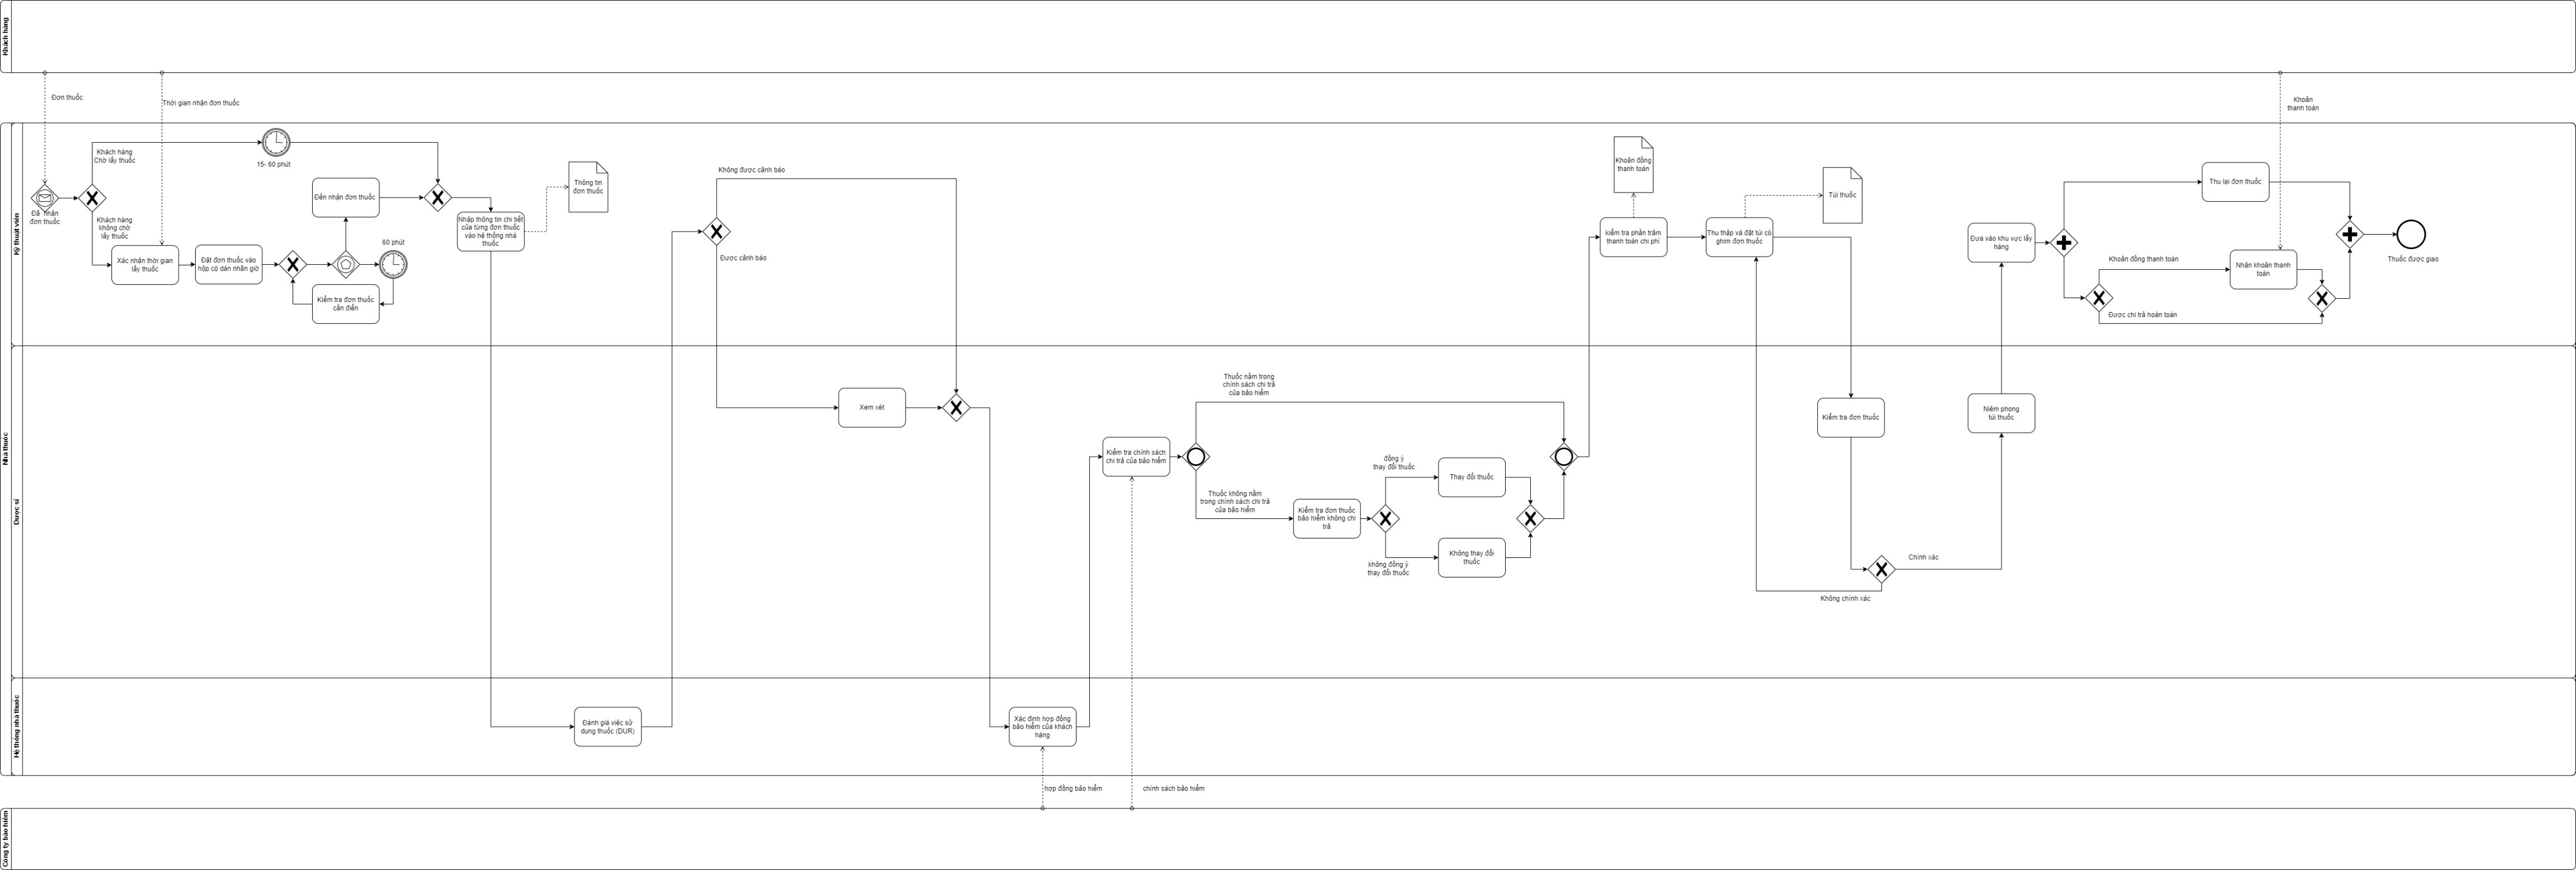 Khách hàng
Đơn thuốc
Thời gian nhận đơn thuốc
Khoản
thanh toán
Nhà thuốc
Kỹ thuật viên
Đã nhận
đơn thuốc
Khách hàng
Chờ lấy thuốc
Khách hàng
không chờ
lấy thuốc
15- 60 phút
Xác nhận thời gian
lấy thuốc
Đặt đơn thuốc vào
hộp có dán nhãn giờ
Đến nhận đơn thuốc
60 phút
Kiểm tra đơn thuốc
cần điền
Nhập thông tin chi tiết
của từng đơn thuốc
vào hệ thống nhà
thuốc
Thông tin
đơn thuốc
Không được cảnh báo
Được cảnh báo
Khoản đồng
thanh toán
kiểm tra phần trăm
thanh toán chi phí
Thu thập và đặt túi có
ghim đơn thuốc
Túi thuốc
Đưa vào khu vực lấy
hàng
Thu lại đơn thuốc
Khoản đồng thanh toán
Nhận khoản thanh
toán
Được chi trả hoàn toàn
Thuốc được giao
Dược sĩ
Xem xét
Kiểm tra chính sách
chi trả của bảo hiểm
Thuốc nằm trong
chính sách chi trả
của bảo hiểm
Thuốc không nằm
trong chính sách chi trả
của bảo hiểm
Kiểm tra đơn thuốc
bảo hiểm không chi
trả
đồng ý
thay đổi thuốc
Thay đổi thuốc
không đồng ý
thay đổi thuốc
Không thay đổi
thuốc
Kiểm tra đơn thuốc
Chính xác
Không chính xác
Niêm phong
túi thuốc
Hệ thống nhà thuốc
Đánh giá việc sử
dụng thuốc (DUR)
Xác định hợp đồng
bảo hiểm của khách
hàng
hợp đồng bảo hiểm
chính sách bảo hiểm
Công ty bảo hiểm